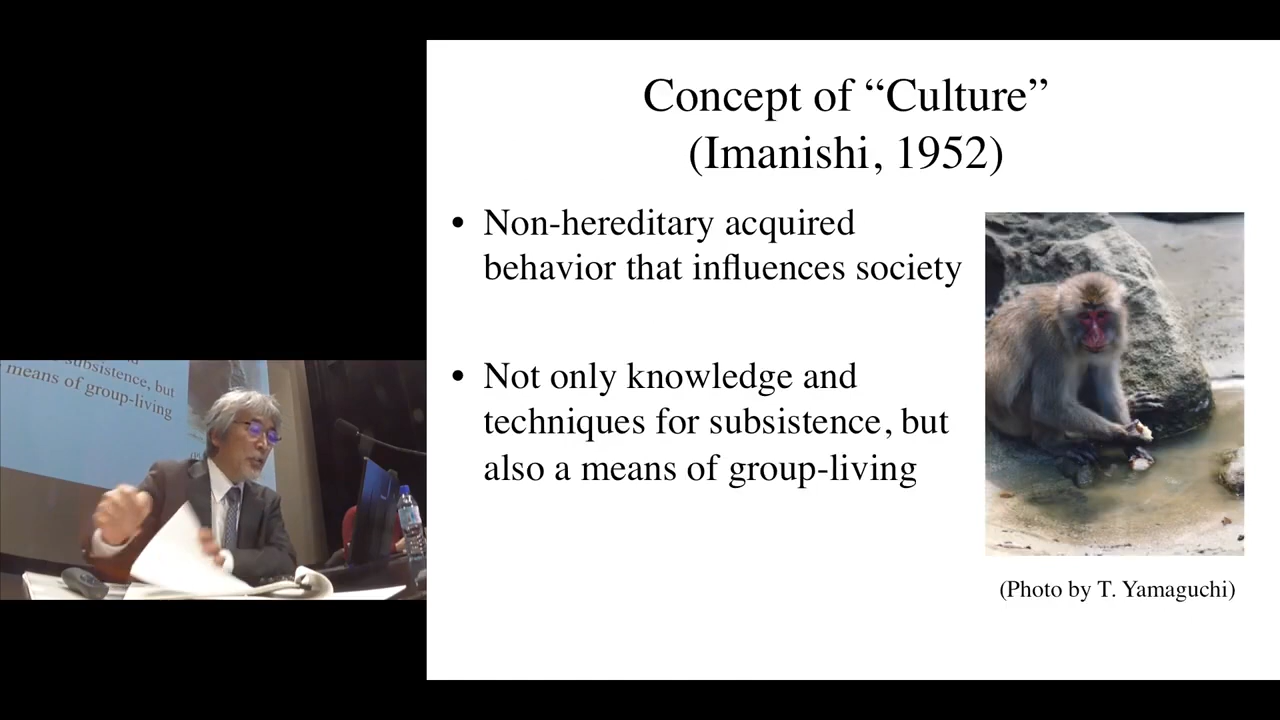 Concept of “Culture”
(Imanishi, 1952)
• Non-hereditary acquired
behavior that influences society
• Not only knowledge and
techniques for subsistence, but
also a means of group-living
(Photo by T. Yamaguchi)
subsistence, but
means of group-living